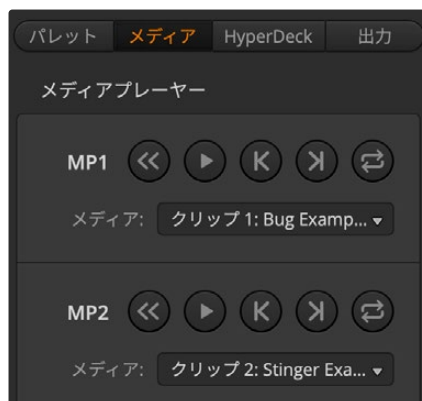 パレット メディア HyperDeck 出力
メディアプレーヤー
MP1
メディア: クリップ 1: Bug Examp...
MP2
メディア: クリップ 2: Stinger Exa...